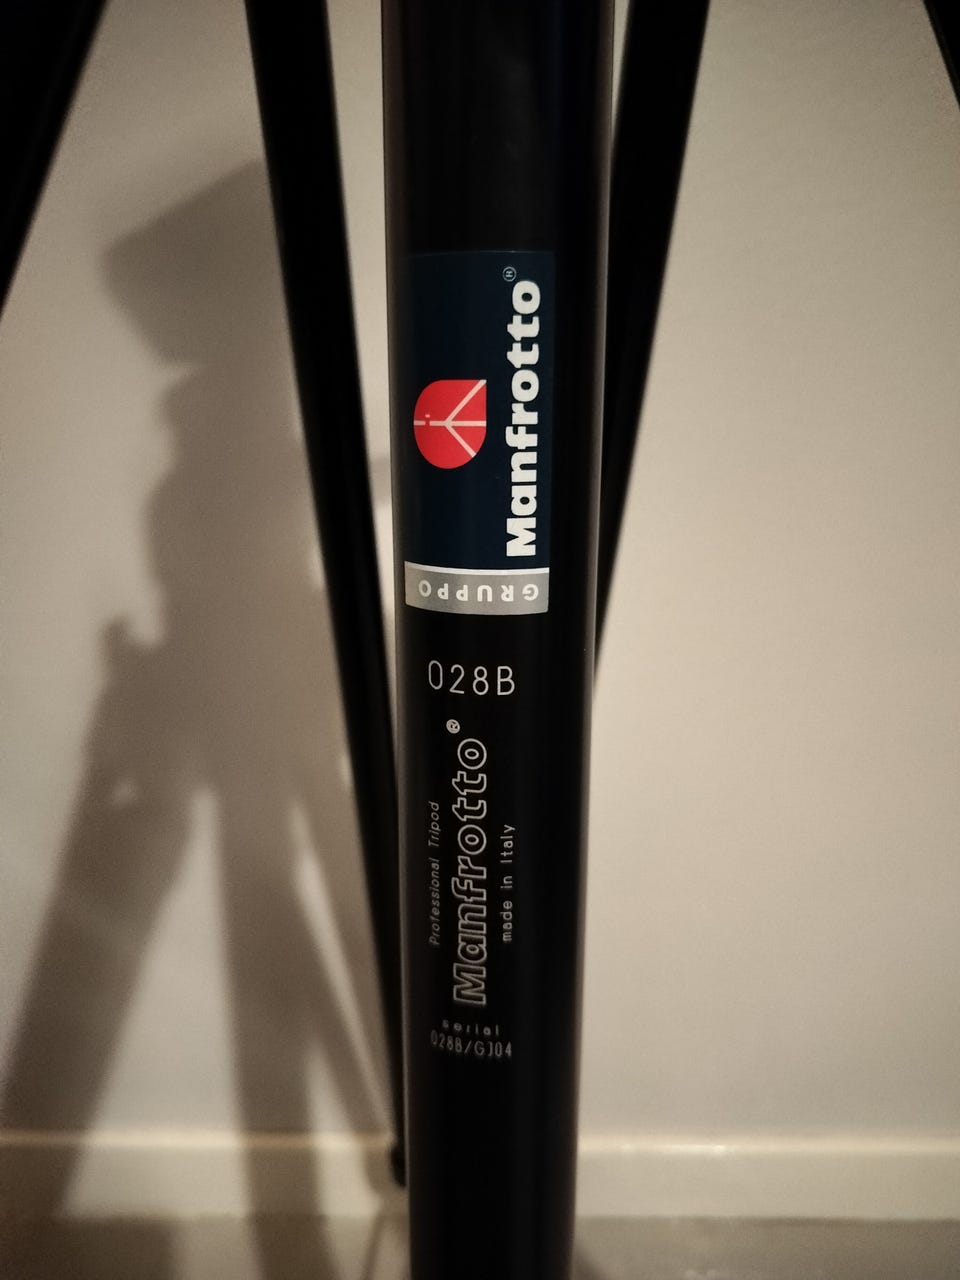 Manfrotto®
GRUPPO
028B
Professional Tripod
Manfrotto®
made in Italy
serial
028B/GJ04